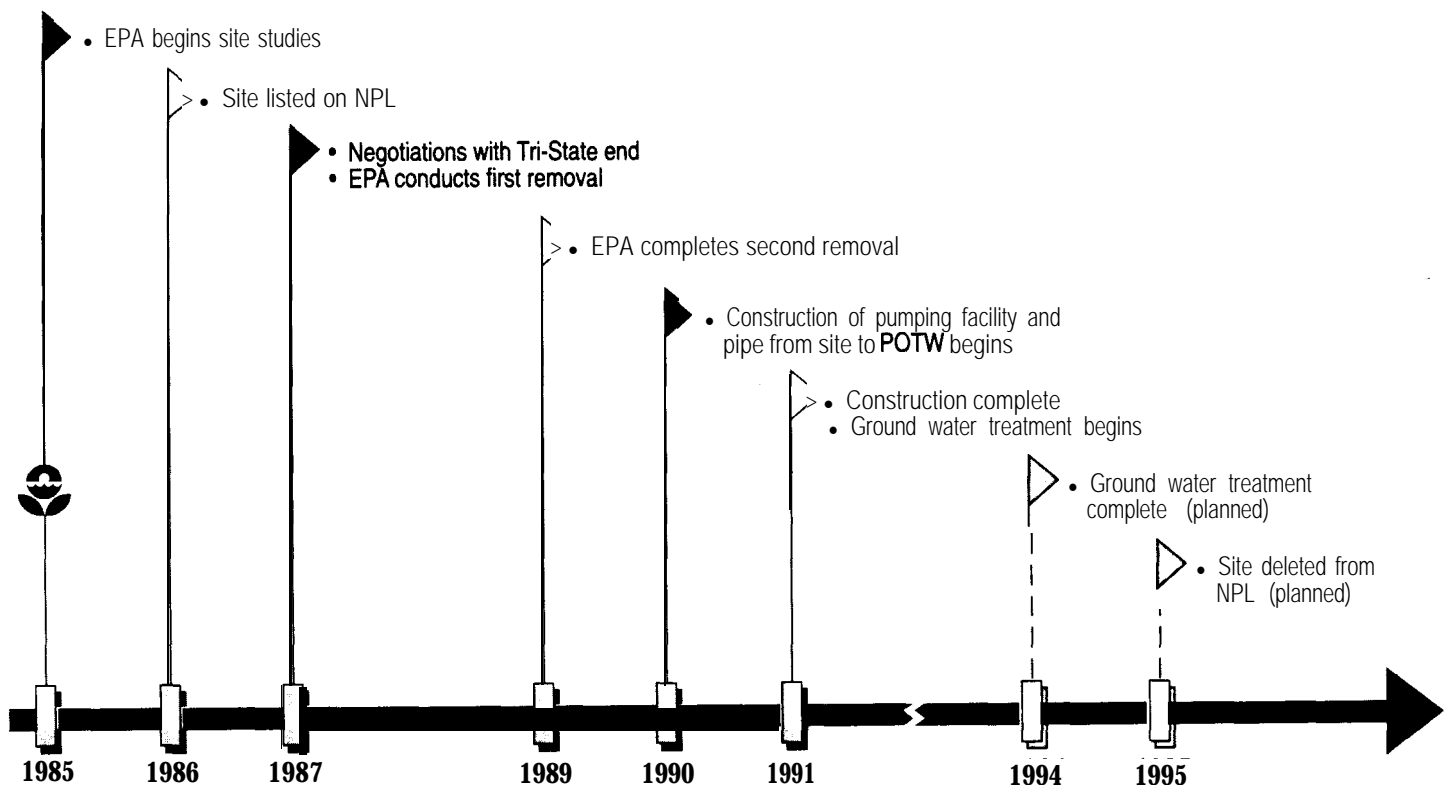 • EPA begins site studies
• Site listed on NPL
• Negotiations with Tri-State end
• EPA conducts first removal
• EPA completes second removal
• Construction of pumping facility and
pipe from site to POTW begins
• Construction complete
• Ground water treatment begins
• Ground water treatment
complete (planned)
• Site deleted from
NPL (planned)
1985 1986 1987 1989 1990 1991 1994 1995